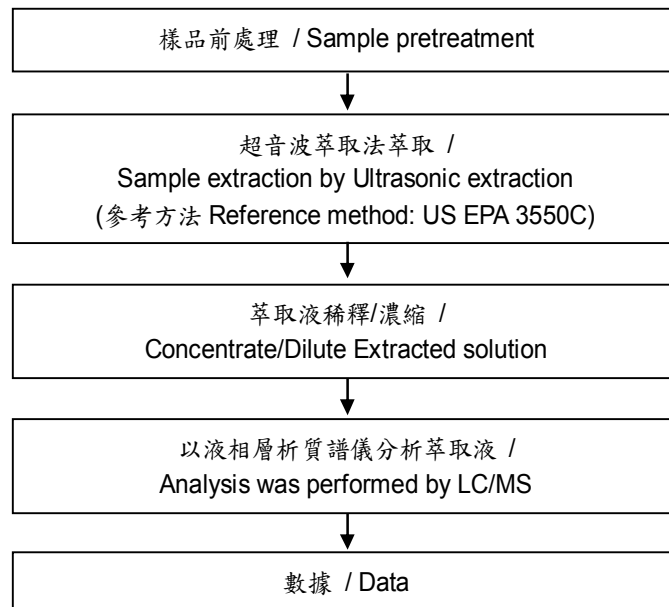 樣品前處理 / Sample pretreatment
超音波萃取法萃取 /
Sample extraction by Ultrasonic extraction
(參考方法 Reference method: US EPA 3550C)
萃取液稀釋/濃縮 /
Concentrate/Dilute Extracted solution
以液相層析質譜儀分析萃取液 /
Analysis was performed by LC/MS
數據 / Data